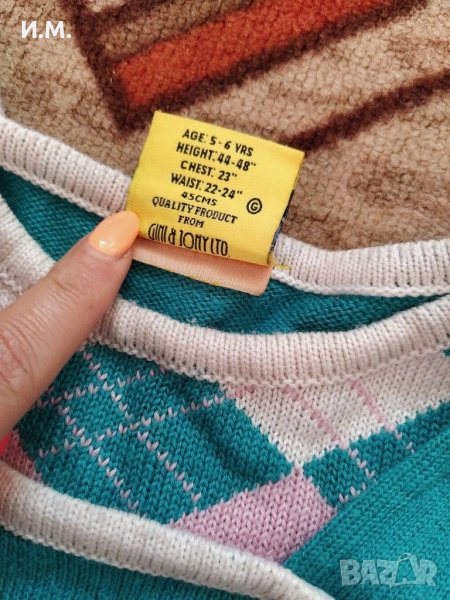 И.М.
AGE: 5-6 YRS
HEIGHT: 44-48"
CHEST: 23"
WAIST: 22-24"
45CMS
G
QUALITY PRODUCT
FROM
GINI & JONY LTD.
BAZAR